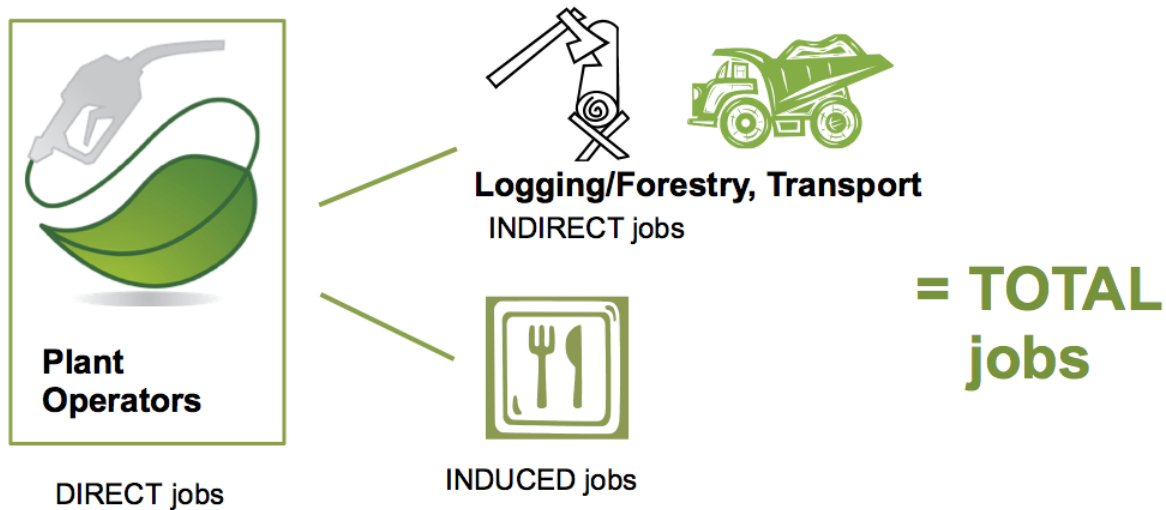 Plant
Operators
DIRECT jobs
Logging/Forestry, Transport
INDIRECT jobs
INDUCED jobs
= TOTAL
jobs